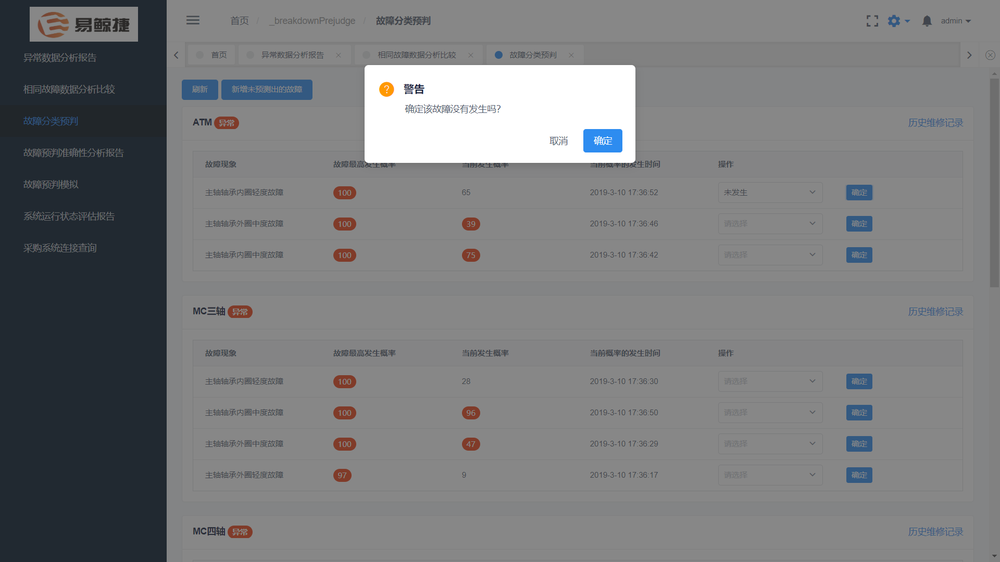 易鲸捷
异常数据分析报告
相同故障数据分析比较
故障分类预判
故障预判准确性分析报告
故障预判模拟
系统运行状态评估报告
采购系统连接查询
首页 / _breakdownPrejudge / 故障分类预判
admin
首页 异常数据分析报告 相同故障数据分析比较 故障分类预判
刷新 新增未预测出的故障
警告
确定该故障没有发生吗?
取消 确定
ATM 异常 历史维修记录
故障现象 故障最高发生概率 当前发生概率 当前概率的发生时间 操作
主轴轴承内圈轻度故障 100 65 2019-3-10 17:36:52 未发生 确定
主轴轴承外圈中度故障 100 39 2019-3-10 17:36:46 请选择 确定
主轴轴承内圈中度故障 100 75 2019-3-10 17:36:42 请选择 确定
MC三轴 异常 历史维修记录
故障现象 故障最高发生概率 当前发生概率 当前概率的发生时间 操作
主轴轴承内圈轻度故障 100 28 2019-3-10 17:36:30 请选择 确定
主轴轴承内圈中度故障 100 96 2019-3-10 17:36:50 请选择 确定
主轴轴承外圈中度故障 100 47 2019-3-10 17:36:29 请选择 确定
主轴轴承外圈轻度故障 97 9 2019-3-10 17:36:17 请选择 确定
MC四轴 异常 历史维修记录